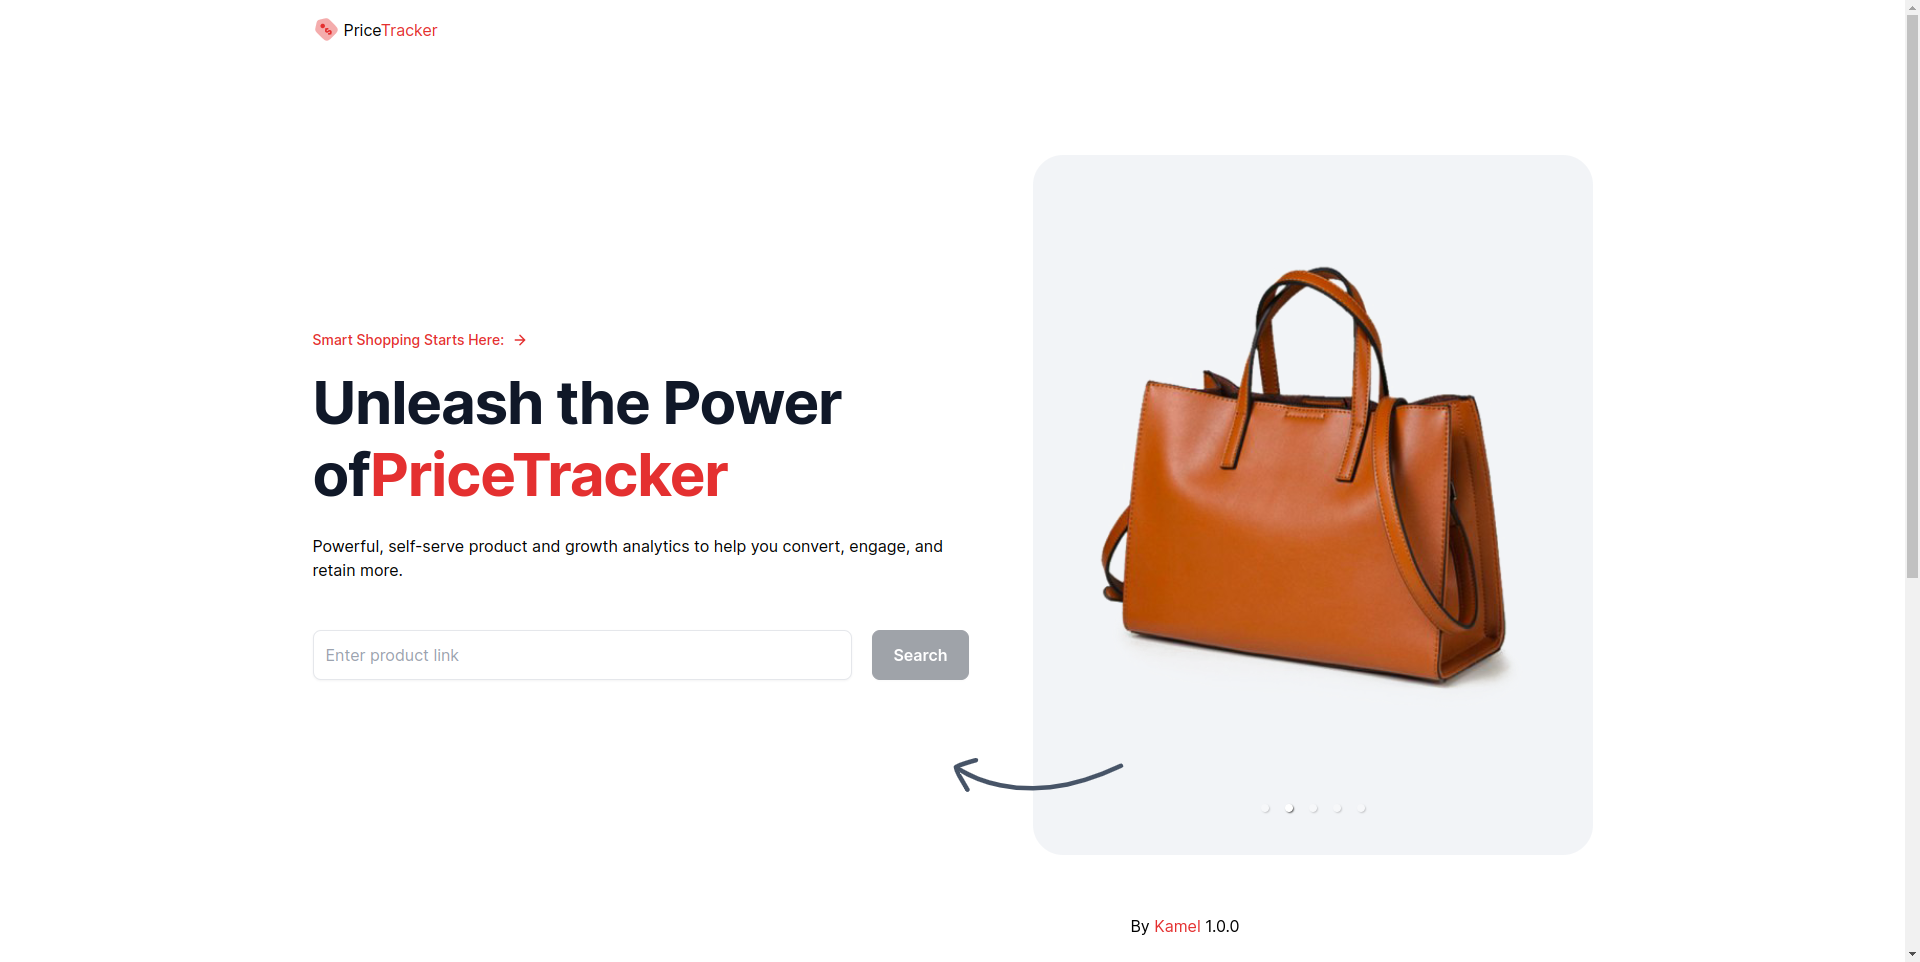 PriceTracker
Smart Shopping Starts Here:
Unleash the Power
ofPriceTracker
Powerful, self-serve product and growth analytics to help you convert, engage, and
retain more.
Enter product link
Search
By Kamel 1.0.0